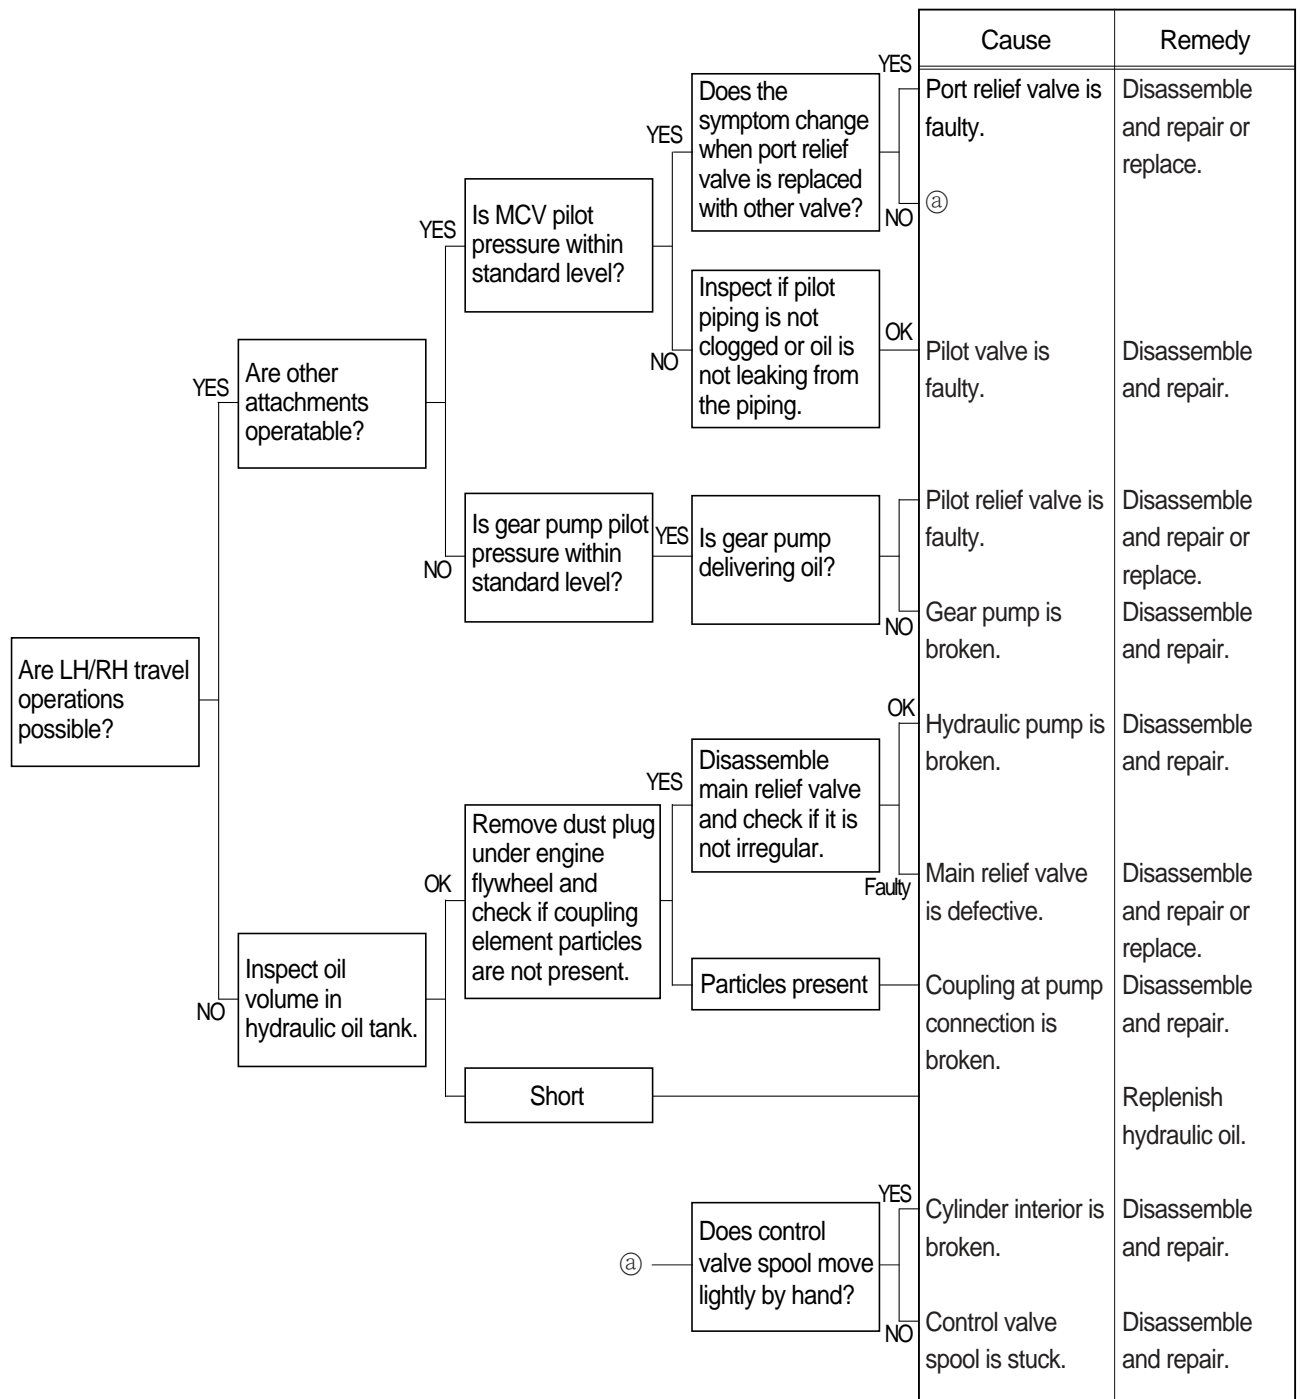 Cause
Remedy
YES
Does the
symptom change
when port relief
valve is replaced
with other valve?
Port relief valve is
faulty.
Disassemble
and repair or
replace.
YES
NO
ⓐ
YES
Is MCV pilot
pressure within
standard level?
Inspect if pilot
piping is not
clogged or oil is
not leaking from
the piping.
NO
OK
Pilot valve is
faulty.
Disassemble
and repair.
YES
Are other
attachments
operatable?
Is gear pump pilot
pressure within
standard level?
NO
YES
Is gear pump
delivering oil?
Pilot relief valve is
faulty.
Disassemble
and repair or
replace.
NO
Gear pump is
broken.
Disassemble
and repair.
Are LH/RH travel
operations
possible?
OK
Hydraulic pump is
broken.
Disassemble
and repair.
YES
Disassemble
main relief valve
and check if it is
not irregular.
Remove dust plug
under engine
flywheel and
check if coupling
element particles
are not present.
OK
Faulty
Main relief valve
is defective.
Disassemble
and repair or
replace.
NO
Inspect oil
volume in
hydraulic oil tank.
Particles present
Coupling at pump
connection is
broken.
Disassemble
and repair.
Short
Replenish
hydraulic oil.
YES
ⓐ
Does control
valve spool move
lightly by hand?
Cylinder interior is
broken.
Disassemble
and repair.
NO
Control valve
spool is stuck.
Disassemble
and repair.